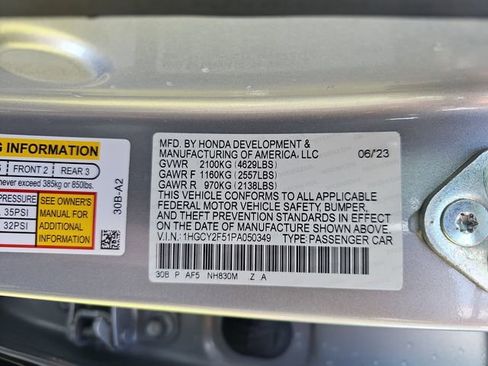 G INFORMATION
FRONT 2 REAR 3
never exceed 385kg or 850lbs.
PRESSURE
35PSI
32PSI
SEE OWNER'S
MANUAL FOR
ADDITIONAL
INFORMATION
30B-A2
MFD. BY HONDA DEVELOPMENT &
MANUFACTURING OF AMERICA, LLC 06/'23
GVWR 2100KG (4629LBS)
GAWR F 1160KG (2557LBS)
GAWR R 970KG (2138LBS)
THIS VEHICLE CONFORMS TO ALL APPLICABLE
FEDERAL MOTOR VEHICLE SAFETY, BUMPER,
AND THEFT PREVENTION STANDARDS IN EFFECT
ON THE DATE OF MANUFACTURE SHOWN ABOVE.
V.I.N.: 1HGCY2F51PA050349 TYPE PASSENGER CAR
30B P AF5 NH830M Z A